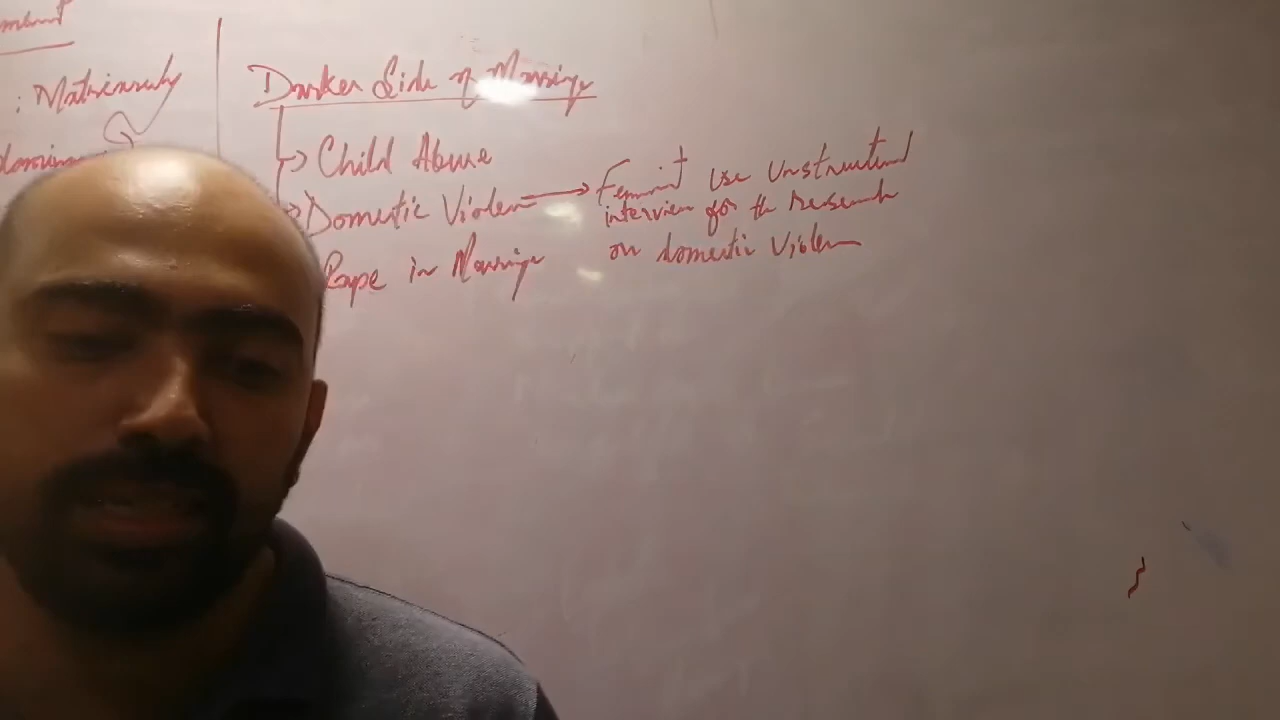 : Matriarchy
Darker Side of Marriage
Child Abuse
Domestic Violence
Rape in Marriage
Feminist use Unstructured
interview for the research
on domestic Violence